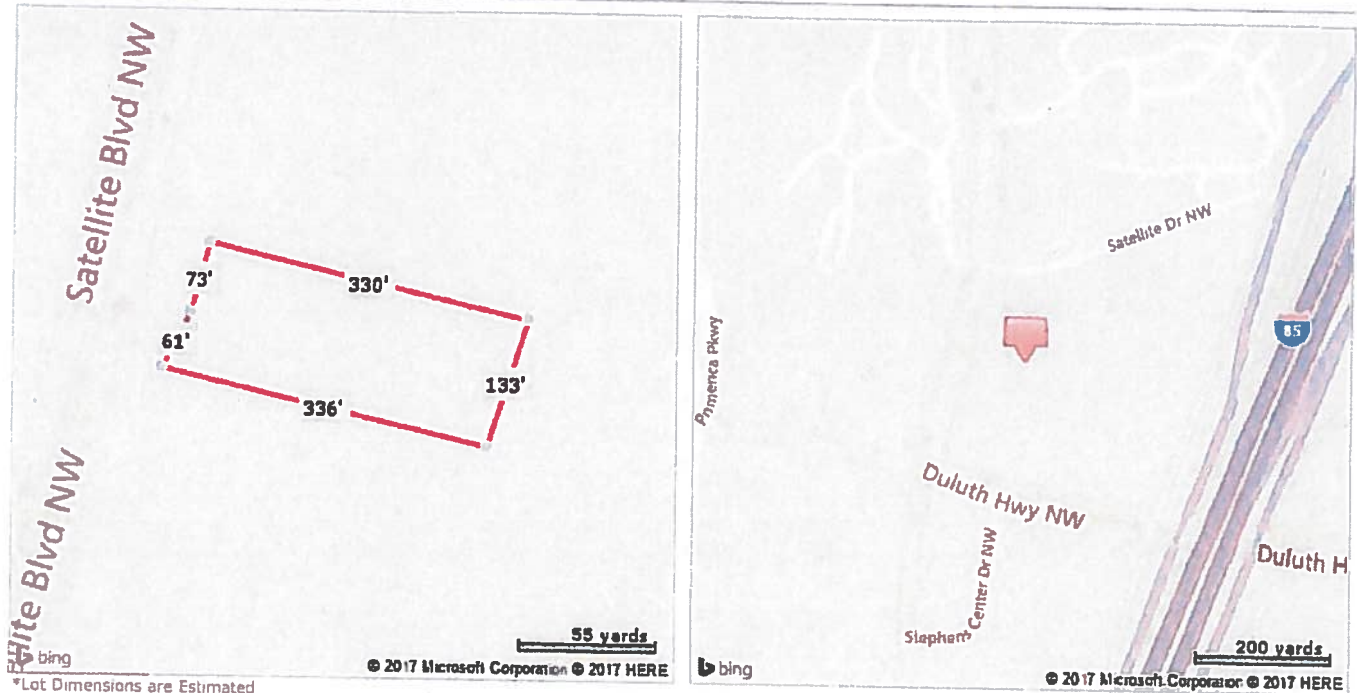 Satellite Blvd NW
73'
330'
61'
133'
336'
llite Blvd NW
bing
55 yards
© 2017 Microsoft Corporation © 2017 HERE
*Lot Dimensions are Estimated
Satellite Dr NW
85
Primerica Pkwy
Duluth Hwy NW
Stephens Center Dr NW
Duluth H
bing
200 yards
© 2017 Microsoft Corporation © 2017 HERE